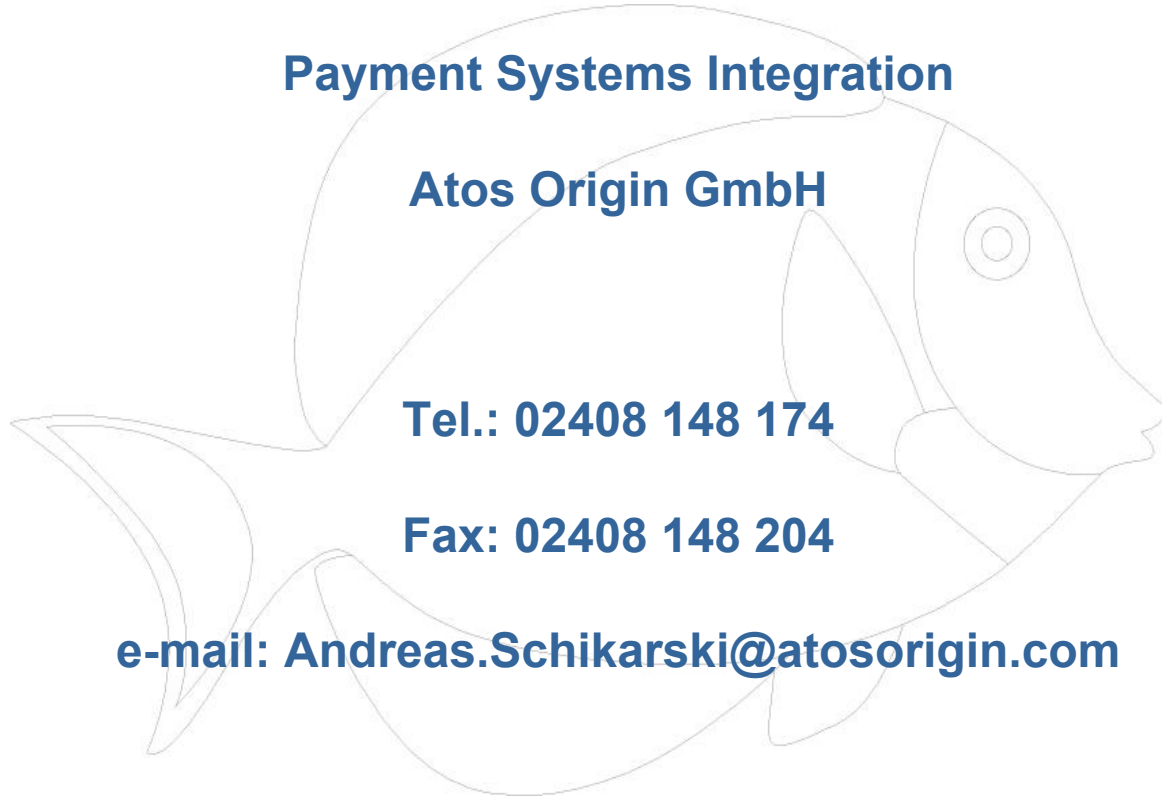 Payment Systems Integration
Atos Origin GmbH
Tel.: 02408 148 174
Fax: 02408 148 204
e-mail: Andreas.Schikarski@atosorigin.com